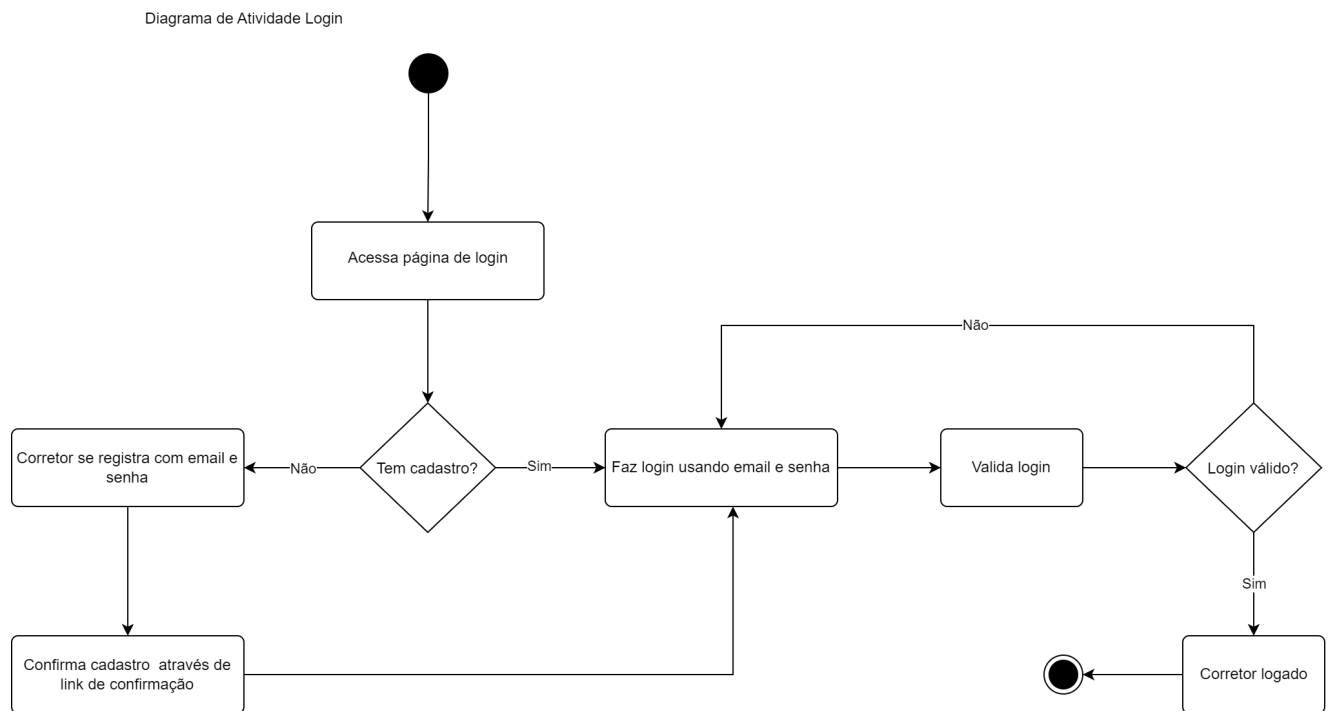 Diagrama de Atividade Login
Acessa página de login
Não
Corretor se registra com email e
senha
Não
Tem cadastro?
Sim
Faz login usando email e senha
Valida login
Login válido?
Sim
Confirma cadastro através de
link de confirmação
Corretor logado